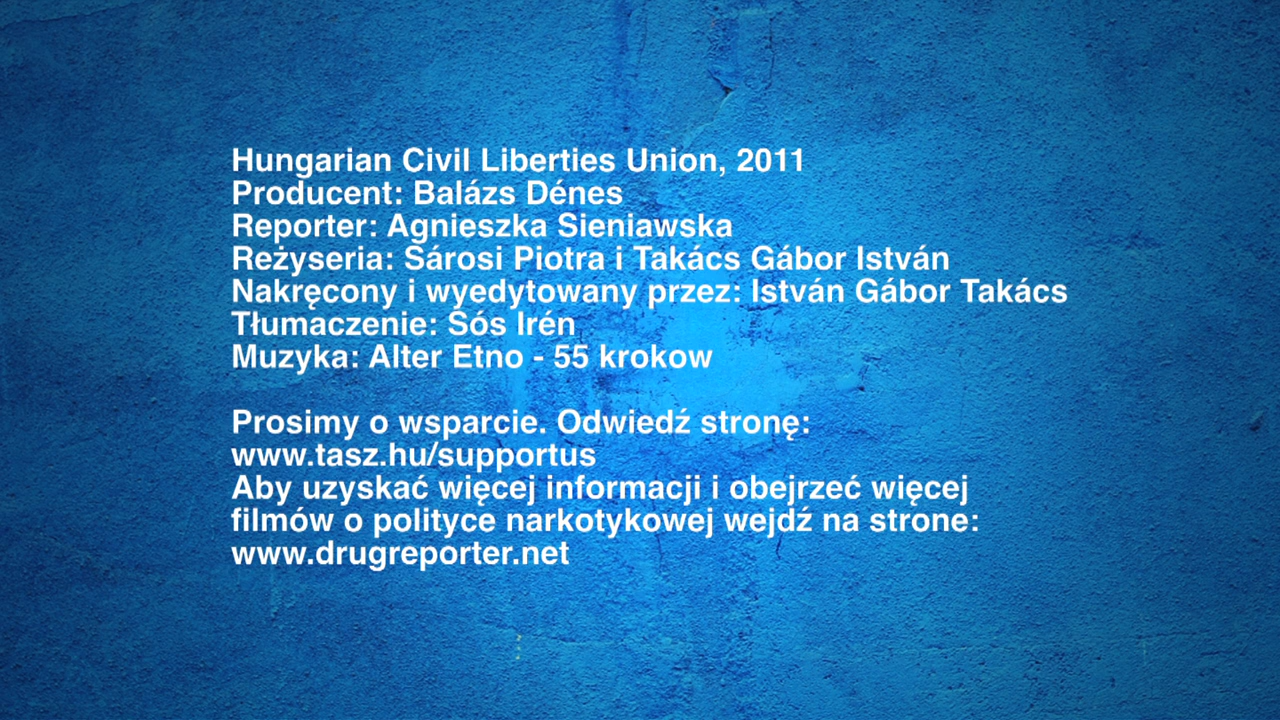 Hungarian Civil Liberties Union, 2011
Producent: Balázs Dénes
Reporter: Agnieszka Sieniawska
Reżyseria: Sárosi Piotra i Takács Gábor István
Nakręcony i wyedytowany przez: István Gábor Takács
Tłumaczenie: Sós Irén
Muzyka: Alter Etno - 55 krokow
Prosimy o wsparcie. Odwiedź stronę:
www.tasz.hu/supportus
Aby uzyskać więcej informacji i obejrzeć więcej
filmów o polityce narkotykowej wejdź na strone:
www.drugreporter.net